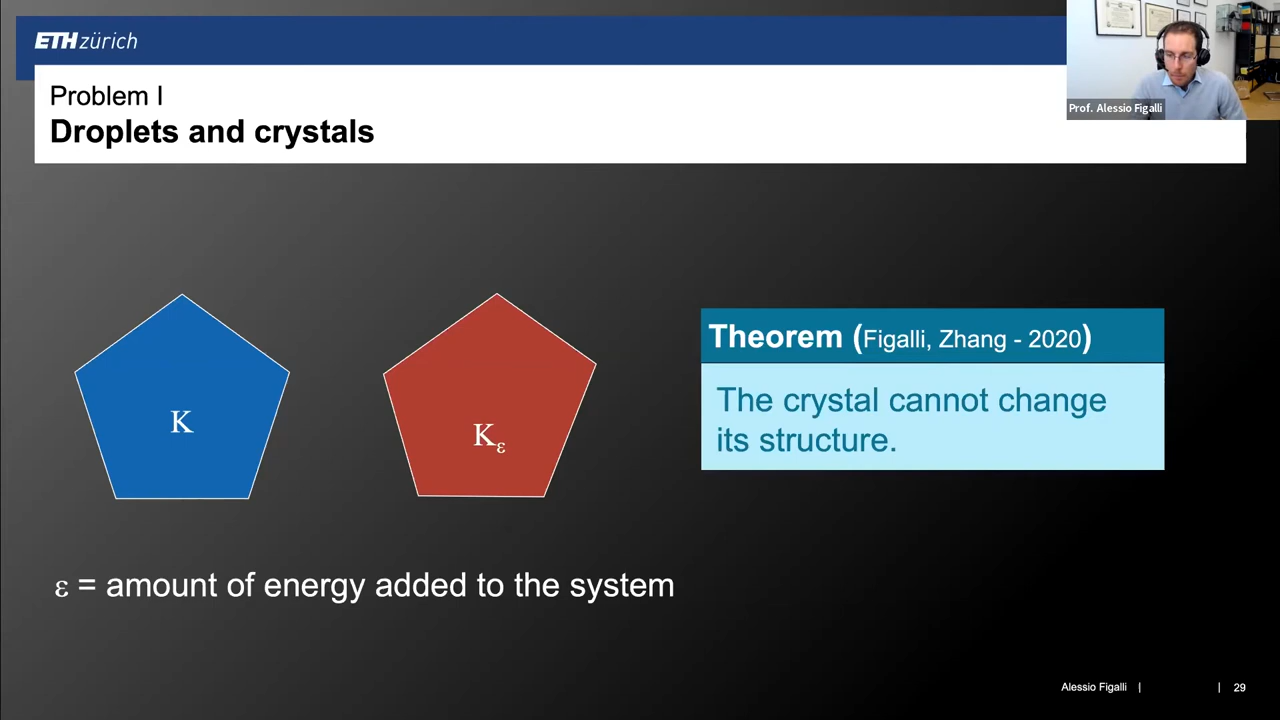 ETH zürich
Prof. Alessio Figalli
Problem I
Droplets and crystals
K
Kε
Theorem (Figalli, Zhang - 2020)
The crystal cannot change
its structure.
ε = amount of energy added to the system
Alessio Figalli | | 29